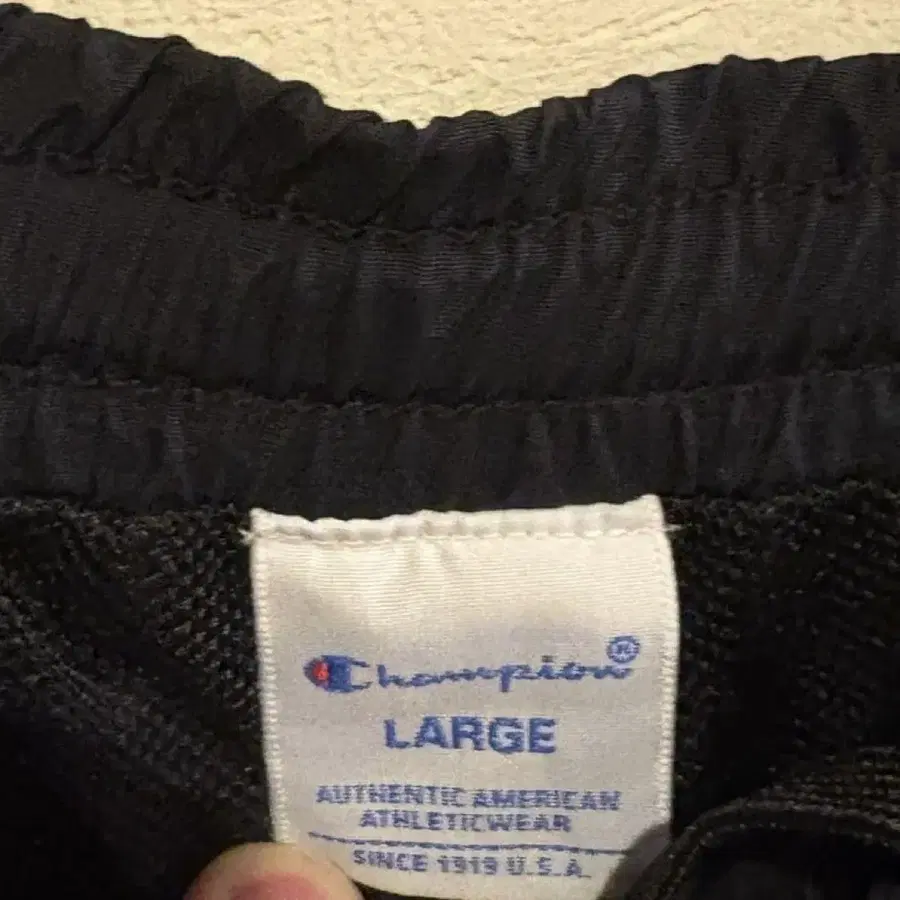 Champion®
LARGE
AUTHENTIC AMERICAN
ATHLETICWEAR
SINCE 1919 U.S.A.